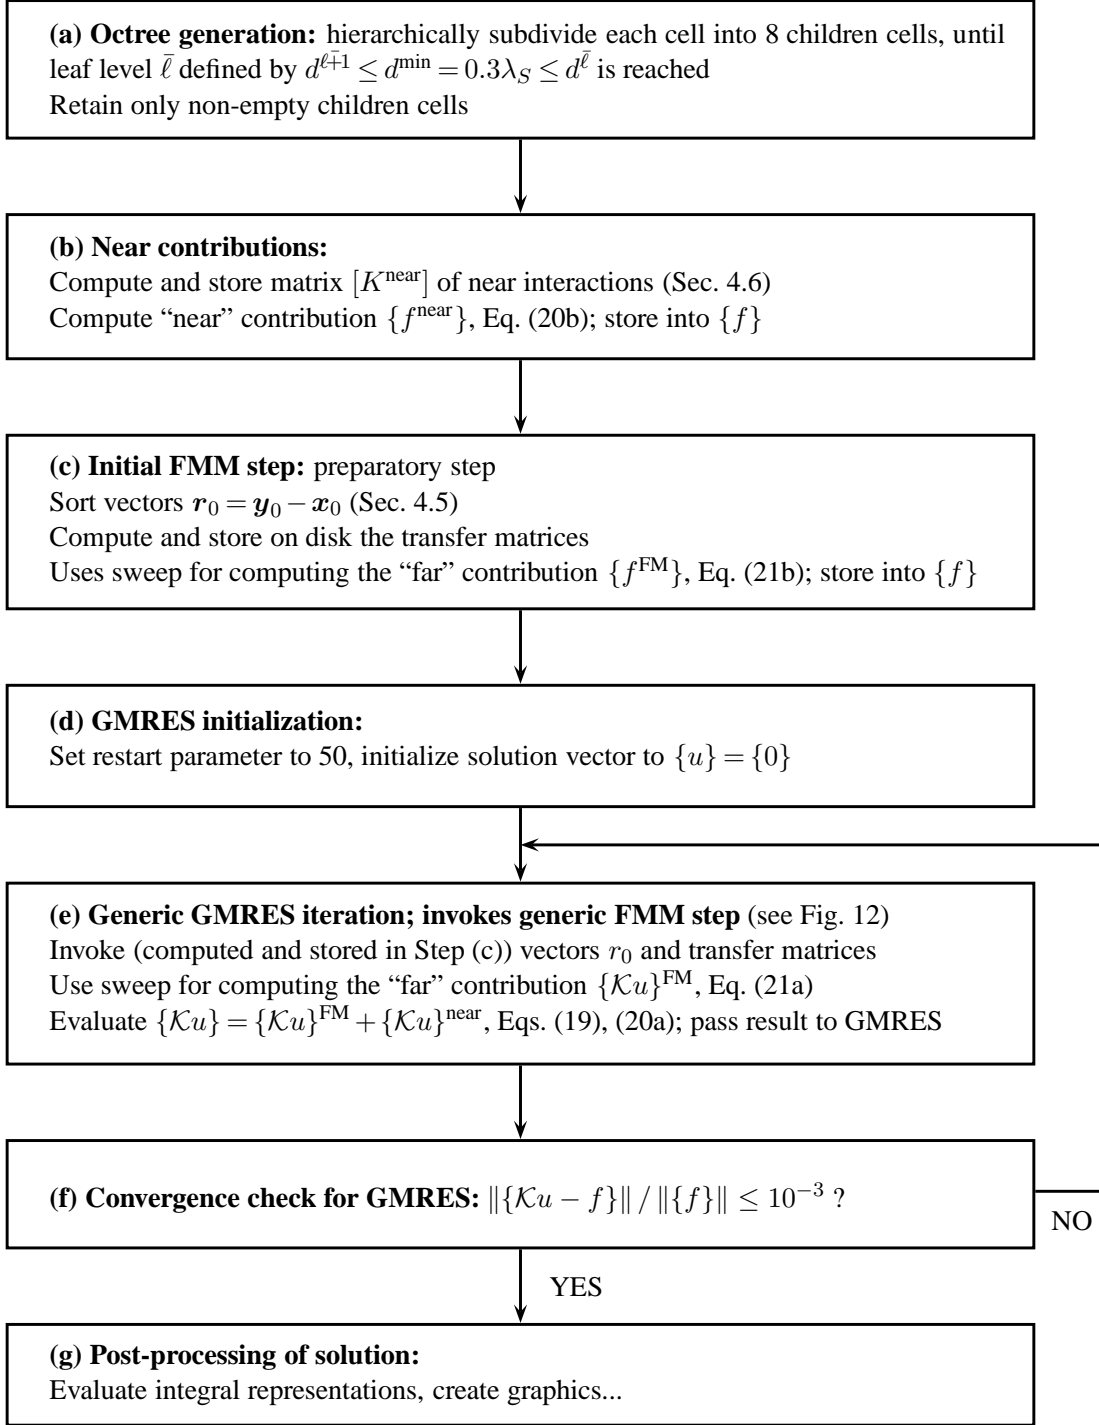 (a) Octree generation: hierarchically subdivide each cell into 8 children cells, until
leaf level ℓ̄ defined by d^{ℓ̄+1} ≤ d^{min} = 0.3λ_S ≤ d^{ℓ̄} is reached
Retain only non-empty children cells
(b) Near contributions:
Compute and store matrix [K^{near}] of near interactions (Sec. 4.6)
Compute “near” contribution {f^{near}}, Eq. (20b); store into {f}
(c) Initial FMM step: preparatory step
Sort vectors r_0 = y_0 − x_0 (Sec. 4.5)
Compute and store on disk the transfer matrices
Uses sweep for computing the “far” contribution {f^{FM}}, Eq. (21b); store into {f}
(d) GMRES initialization:
Set restart parameter to 50, initialize solution vector to {u} = {0}
(e) Generic GMRES iteration; invokes generic FMM step (see Fig. 12)
Invoke (computed and stored in Step (c)) vectors r_0 and transfer matrices
Use sweep for computing the “far” contribution {𝒦u}^{FM}, Eq. (21a)
Evaluate {𝒦u} = {𝒦u}^{FM} + {𝒦u}^{near}, Eqs. (19), (20a); pass result to GMRES
(f) Convergence check for GMRES: ‖{𝒦u − f}‖ / ‖{f}‖ ≤ 10^{−3} ?
NO
YES
(g) Post-processing of solution:
Evaluate integral representations, create graphics...